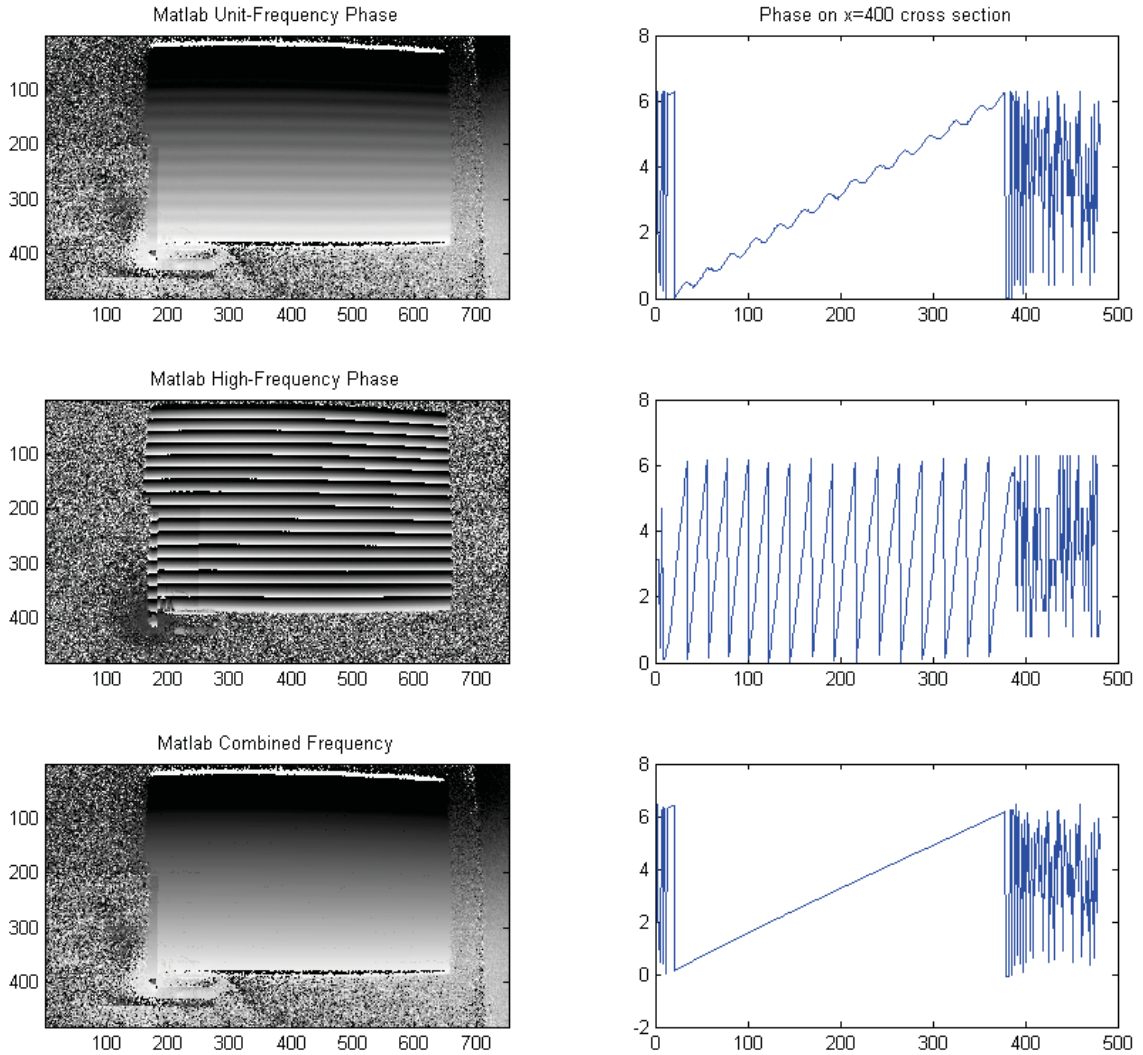 Matlab Unit-Frequency Phase
100
200
300
400
100 200 300 400 500 600 700
Phase on x=400 cross section
8
6
4
2
0
0 100 200 300 400 500
Matlab High-Frequency Phase
100
200
300
400
100 200 300 400 500 600 700
8
6
4
2
0
0 100 200 300 400 500
Matlab Combined Frequency
100
200
300
400
100 200 300 400 500 600 700
8
6
4
2
0
-2
0 100 200 300 400 500